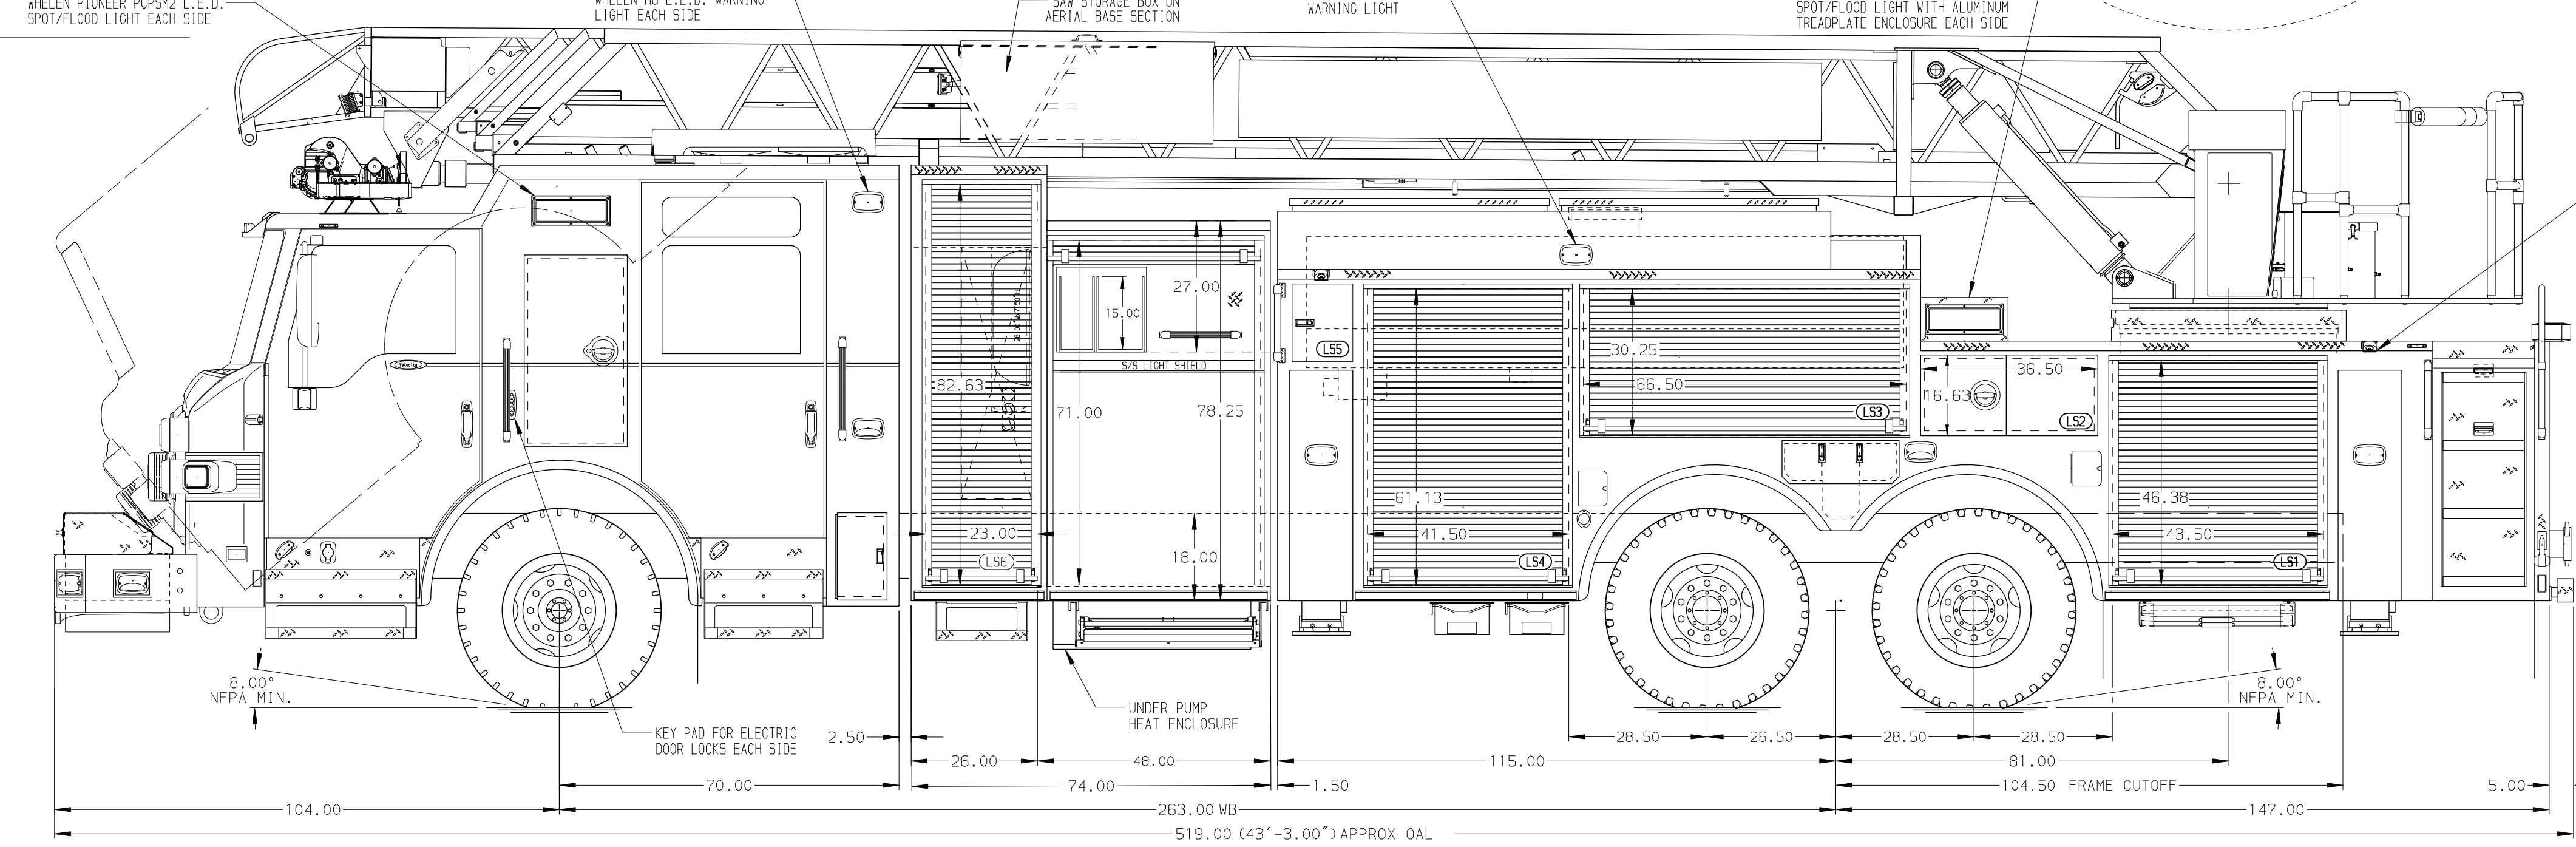 WHELEN PIONEER PCPSM2 L.E.D.
SPOT/FLOOD LIGHT EACH SIDE
WHELEN M6 L.E.D. WARNING
LIGHT EACH SIDE
SAW STORAGE BOX ON
AERIAL BASE SECTION
WARNING LIGHT
SPOT/FLOOD LIGHT WITH ALUMINUM
TREADPLATE ENCLOSURE EACH SIDE
Velocity
27.00
15.00
S/S LIGHT SHIELD
82.63
71.00
78.25
23.00
LS6
18.00
LS5
30.25
66.50
LS3
61.13
41.50
LS4
36.50
16.63
LS2
46.38
43.50
LS1
8.00°
NFPA MIN.
8.00°
NFPA MIN.
UNDER PUMP
HEAT ENCLOSURE
KEY PAD FOR ELECTRIC
DOOR LOCKS EACH SIDE
2.50
28.50
26.50
28.50
28.50
26.00
48.00
115.00
81.00
70.00
74.00
1.50
104.50 FRAME CUTOFF
5.00
104.00
263.00 WB
147.00
519.00 (43'-3.00") APPROX OAL